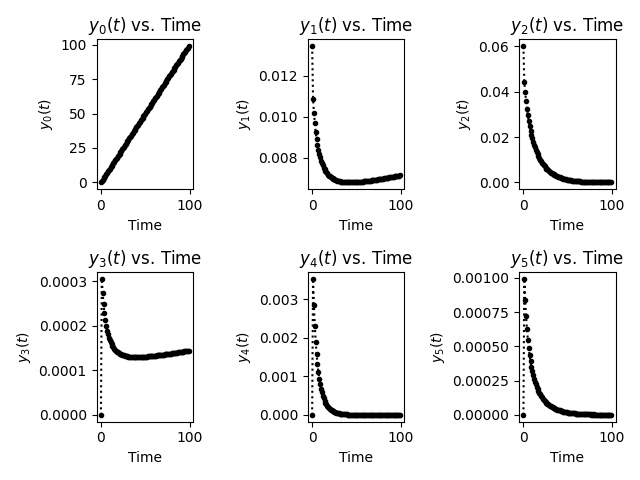 y₀(t) vs. Time
100
75
50
25
0
y₀(t)
0
100
Time
y₁(t) vs. Time
0.012
0.010
0.008
y₁(t)
0
100
Time
y₂(t) vs. Time
0.06
0.04
0.02
0.00
y₂(t)
0
100
Time
y₃(t) vs. Time
0.0003
0.0002
0.0001
0.0000
y₃(t)
0
100
Time
y₄(t) vs. Time
0.003
0.002
0.001
0.000
y₄(t)
0
100
Time
y₅(t) vs. Time
0.00100
0.00075
0.00050
0.00025
0.00000
y₅(t)
0
100
Time